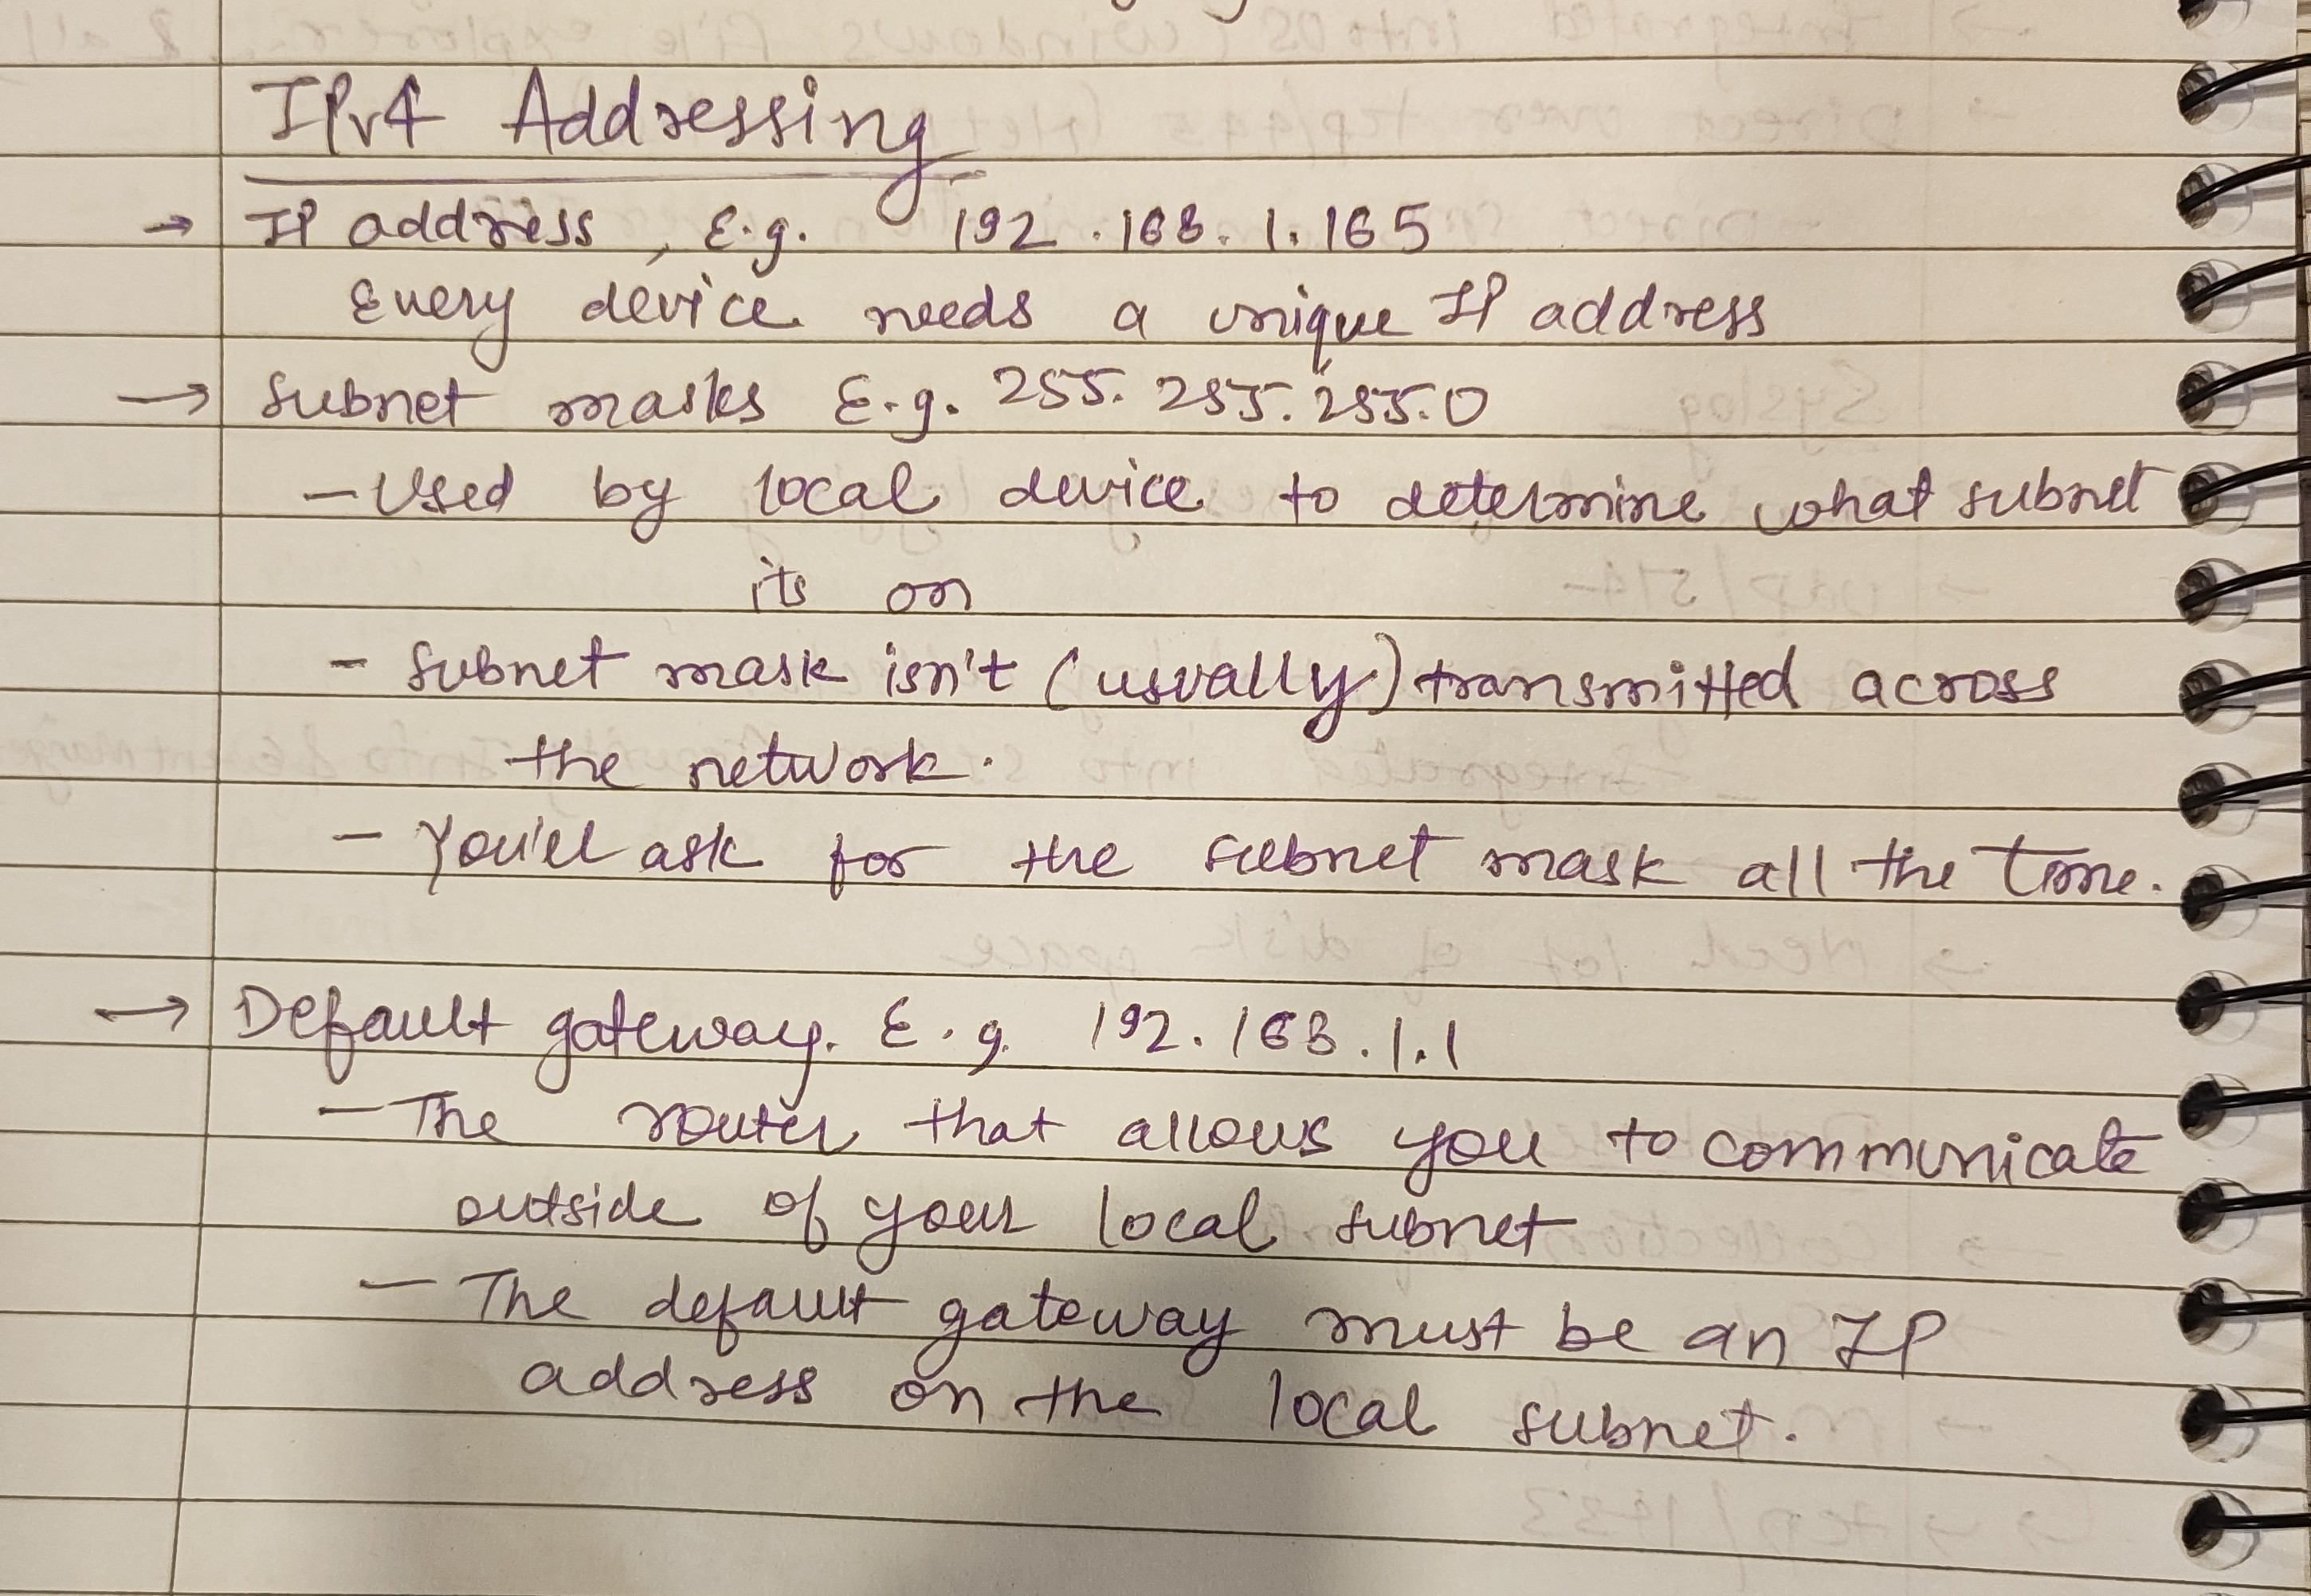 IPv4 Addressing
→ IP address, E.g. 192.168.1.165
Every device needs a unique IP address
→ Subnet masks E.g. 255.255.255.0
- Used by local device to determine what subnet
its on
- Subnet mask isn't (usually) transmitted across
the network.
- You'll ask for the subnet mask all the time.
→ Default gateway. E.g. 192.168.1.1
- The router that allows you to communicate
outside of your local subnet
- The default gateway must be an IP
address on the local subnet.